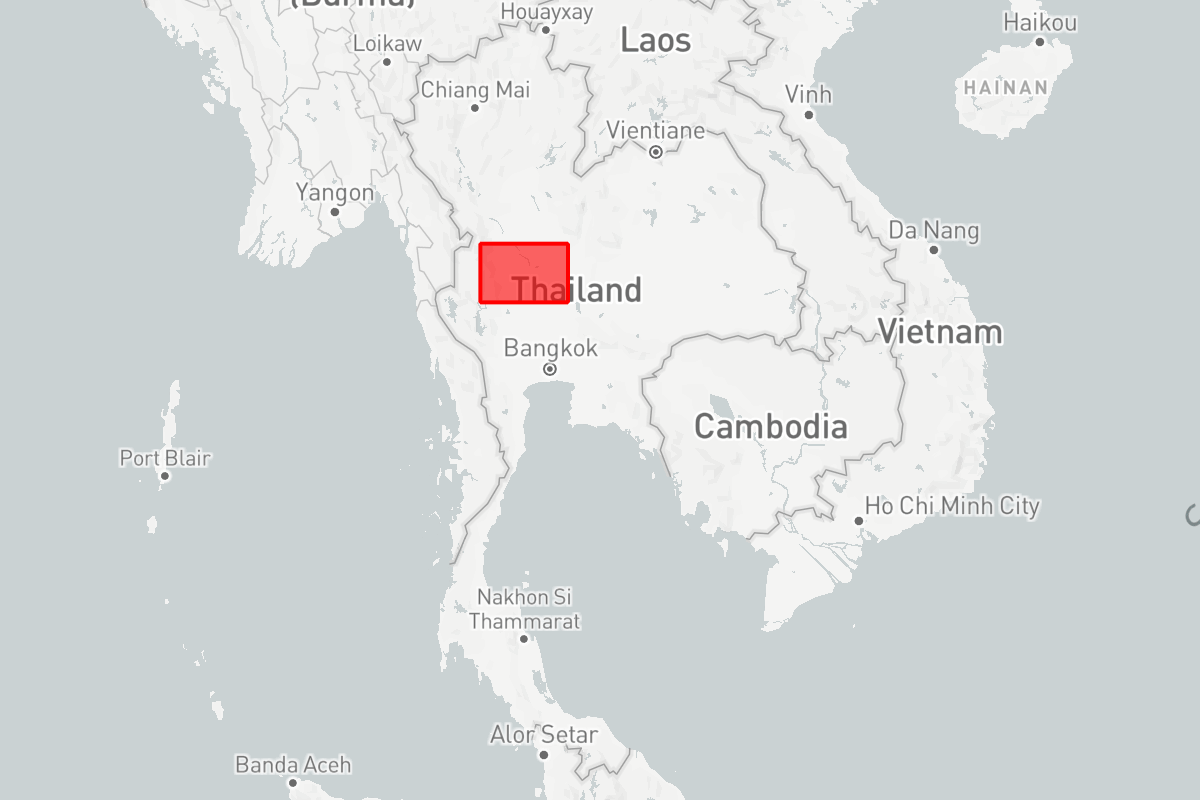 (Burma)
Houayxay
Haikou
Loikaw
Laos
Chiang Mai
HAINAN
Vinh
Vientiane
Yangon
Da Nang
Thailand
Vietnam
Bangkok
Cambodia
Port Blair
Ho Chi Minh City
Nakhon Si
Thammarat
Alor Setar
Banda Aceh